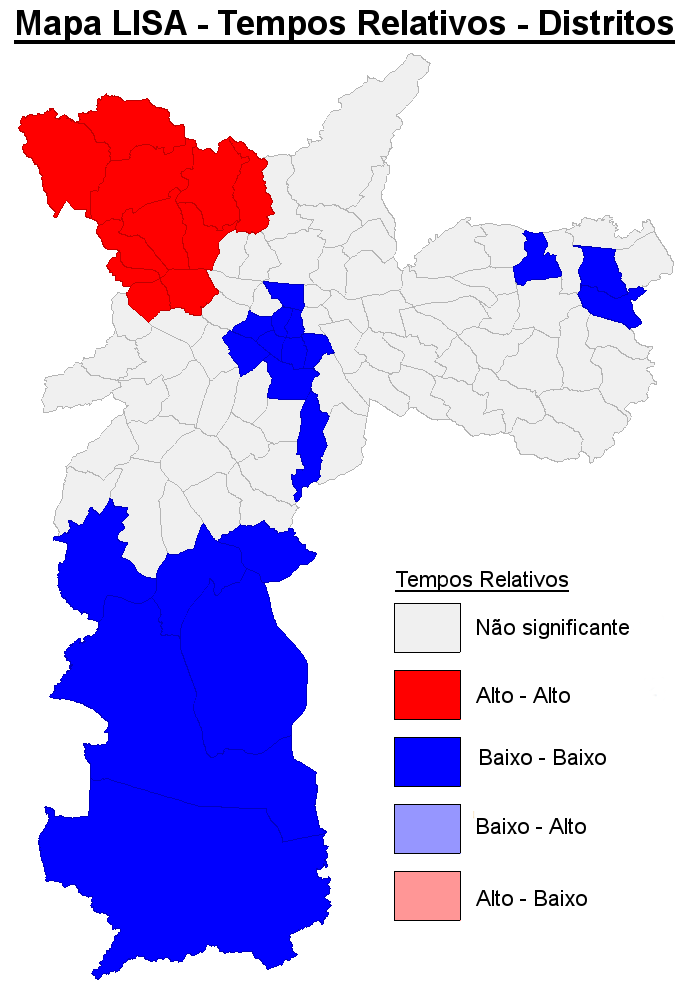 Mapa LISA - Tempos Relativos - Distritos
Tempos Relativos
Não significante
Alto - Alto
Baixo - Baixo
Baixo - Alto
Alto - Baixo